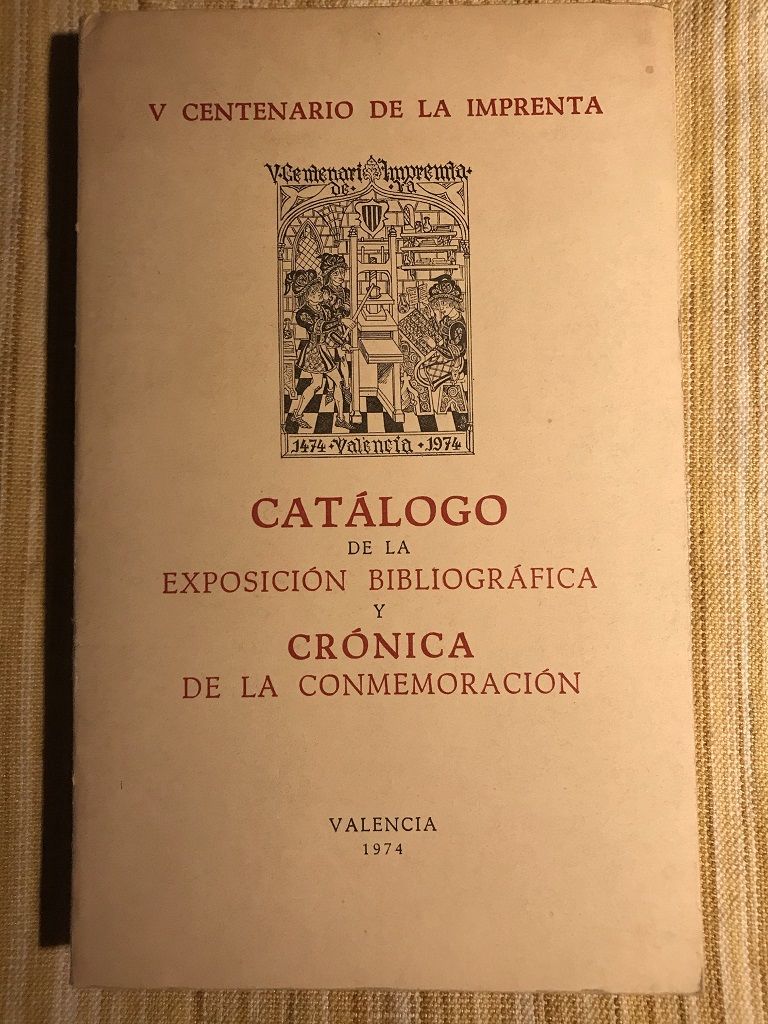 V CENTENARIO DE LA IMPRENTA
V Centenari Imprenta
de la
1474 · Valencia · 1974
CATÁLOGO
DE LA
EXPOSICIÓN BIBLIOGRÁFICA
Y
CRÓNICA
DE LA CONMEMORACIÓN
VALENCIA
1974